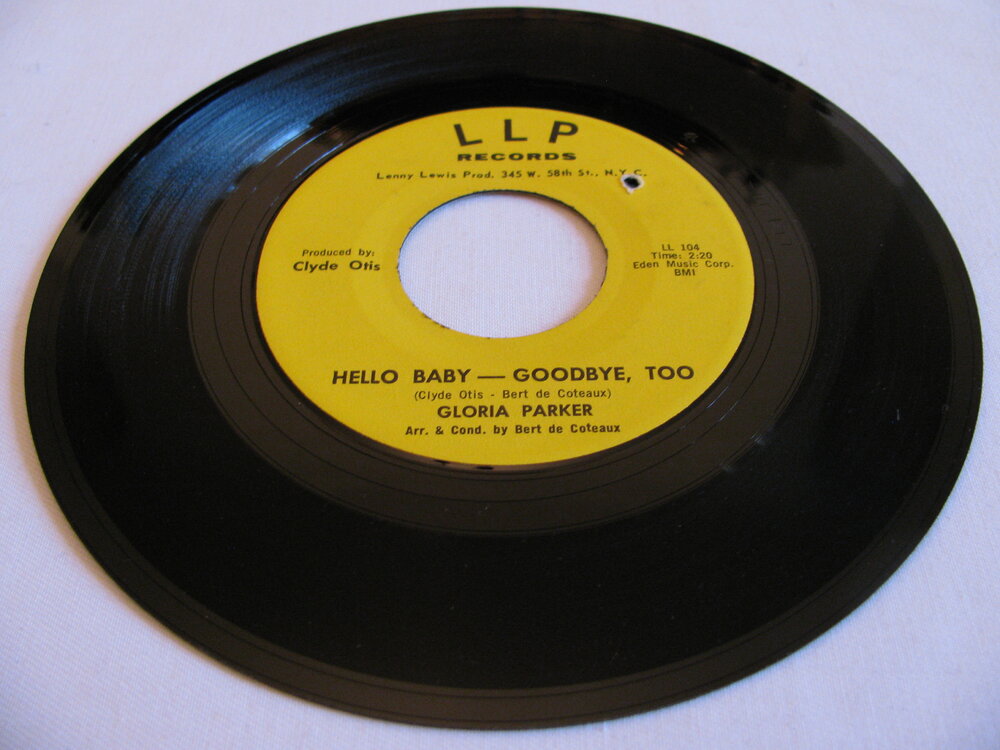 LLP
RECORDS
Lenny Lewis Prod. 345 W. 58th St., N.Y.C.
Produced by:
Clyde Otis
LL 104
Time: 2:20
Eden Music Corp.
BMI
HELLO BABY — GOODBYE, TOO
(Clyde Otis - Bert de Coteaux)
GLORIA PARKER
Arr. & Cond. by Bert de Coteaux